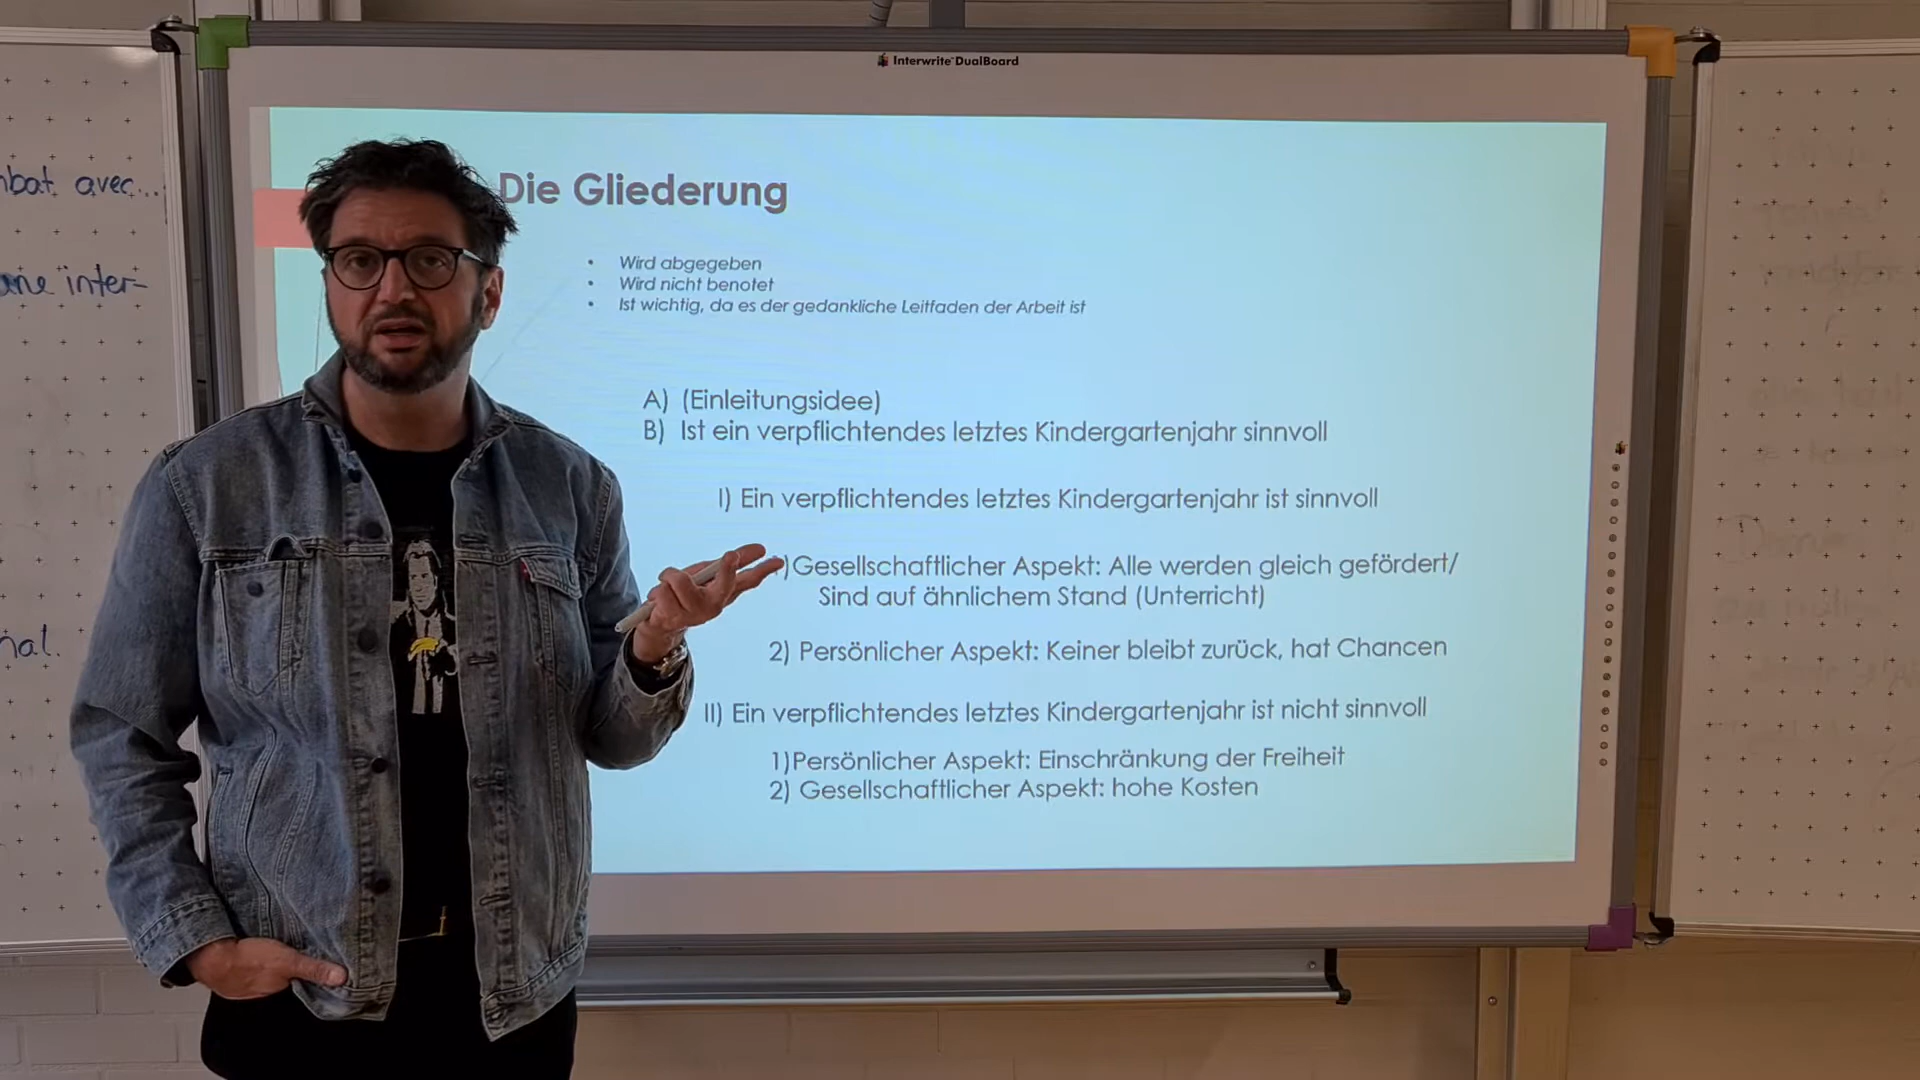 Interwrite DualBoard
bat avec...
inter-
nal.
Die Gliederung
• Wird abgegeben
• Wird nicht benotet
• Ist wichtig, da es der gedankliche Leitfaden der Arbeit ist
A) (Einleitungsidee)
B) Ist ein verpflichtendes letztes Kindergartenjahr sinnvoll
I) Ein verpflichtendes letztes Kindergartenjahr ist sinnvoll
)Gesellschaftlicher Aspekt: Alle werden gleich gefördert/
Sind auf ähnlichem Stand (Unterricht)
2) Persönlicher Aspekt: Keiner bleibt zurück, hat Chancen
II) Ein verpflichtendes letztes Kindergartenjahr ist nicht sinnvoll
1)Persönlicher Aspekt: Einschränkung der Freiheit
2) Gesellschaftlicher Aspekt: hohe Kosten